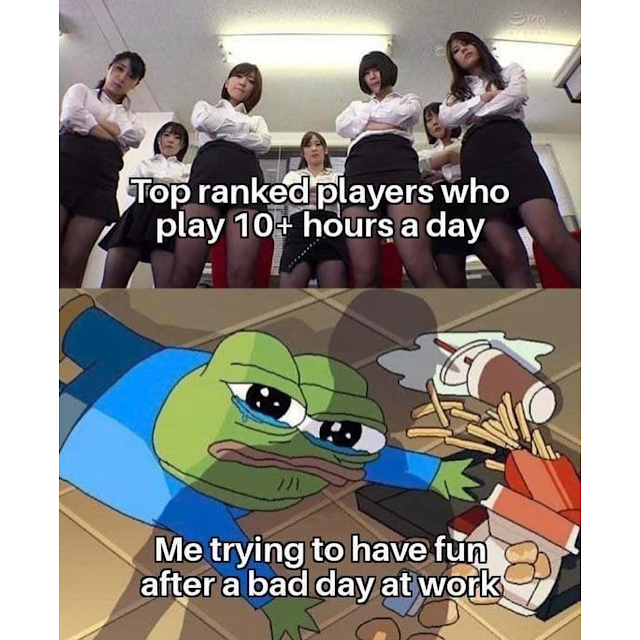 Top ranked players who
play 10+ hours a day
Me trying to have fun
after a bad day at work